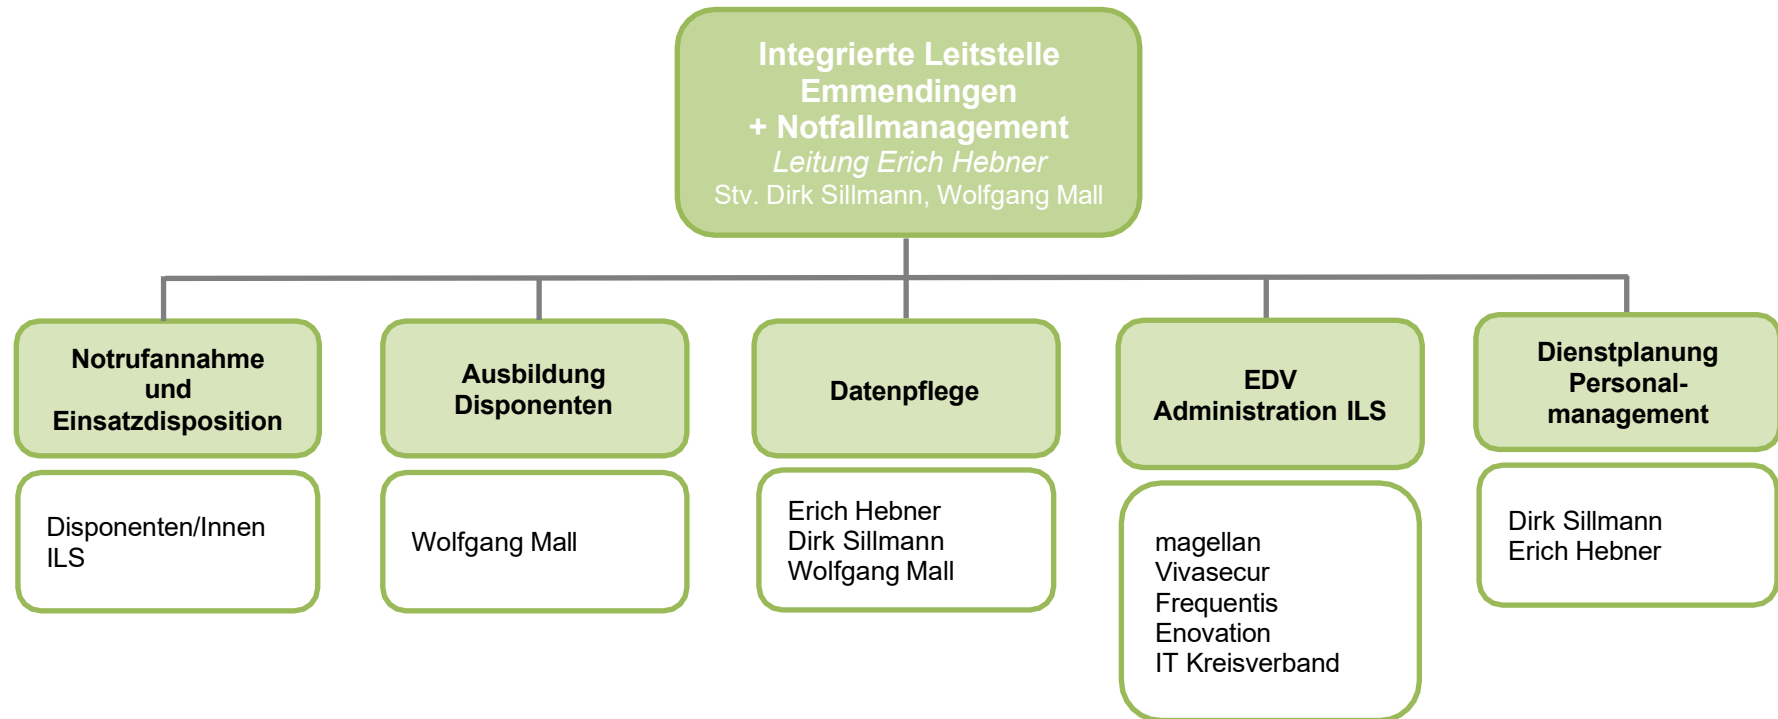 Integrierte Leitstelle
Emmendingen
+ Notfallmanagement
Leitung Erich Hebner
Stv. Dirk Sillmann, Wolfgang Mall
Notrufannahme
und
Einsatzdisposition
Disponenten/Innen
ILS
Ausbildung
Disponenten
Wolfgang Mall
Datenpflege
Erich Hebner
Dirk Sillmann
Wolfgang Mall
EDV
Administration ILS
magellan
Vivasecur
Frequentis
Enovation
IT Kreisverband
Dienstplanung
Personal-
management
Dirk Sillmann
Erich Hebner